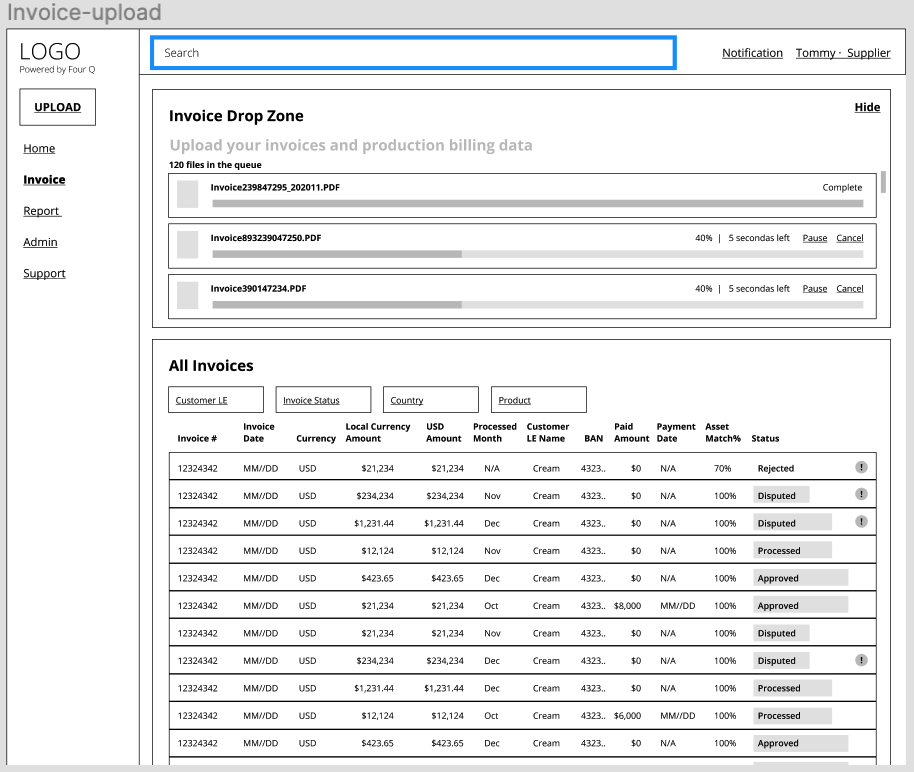 Invoice-upload
LOGO
Powered by Four Q
Search
Notification Tommy · Supplier
UPLOAD
Home
Invoice
Report
Admin
Support
Invoice Drop Zone
Hide
Upload your invoices and production billing data
120 files in the queue
Invoice239847295_202011.PDF Complete
Invoice893239047250.PDF 40% | 5 secondas left Pause Cancel
Invoice390147234.PDF 40% | 5 secondas left Pause Cancel
All Invoices
Customer LE Invoice Status Country Product
Invoice # Invoice Date Currency Local Currency Amount USD Amount Processed Month Customer LE Name BAN Paid Amount Payment Date Asset Match% Status
12324342 MM//DD USD $21,234 $21,234 N/A Cream 4323.. $0 N/A 70% Rejected !
12324342 MM//DD USD $234,234 $234,234 Nov Cream 4323.. $0 N/A 100% Disputed !
12324342 MM//DD USD $1,231.44 $1,231.44 Dec Cream 4323.. $0 N/A 100% Disputed !
12324342 MM//DD USD $12,124 $12,124 Nov Cream 4323.. $0 N/A 100% Processed
12324342 MM//DD USD $423.65 $423.65 Dec Cream 4323.. $0 N/A 100% Approved
12324342 MM//DD USD $21,234 $21,234 Oct Cream 4323.. $8,000 MM//DD 100% Approved
12324342 MM//DD USD $21,234 $21,234 Nov Cream 4323.. $0 N/A 100% Disputed
12324342 MM//DD USD $234,234 $234,234 Dec Cream 4323.. $0 N/A 100% Disputed !
12324342 MM//DD USD $1,231.44 $1,231.44 Dec Cream 4323.. $0 N/A 100% Processed
12324342 MM//DD USD $12,124 $12,124 Oct Cream 4323.. $6,000 MM//DD 100% Processed
12324342 MM//DD USD $423.65 $423.65 Dec Cream 4323.. $0 N/A 100% Approved